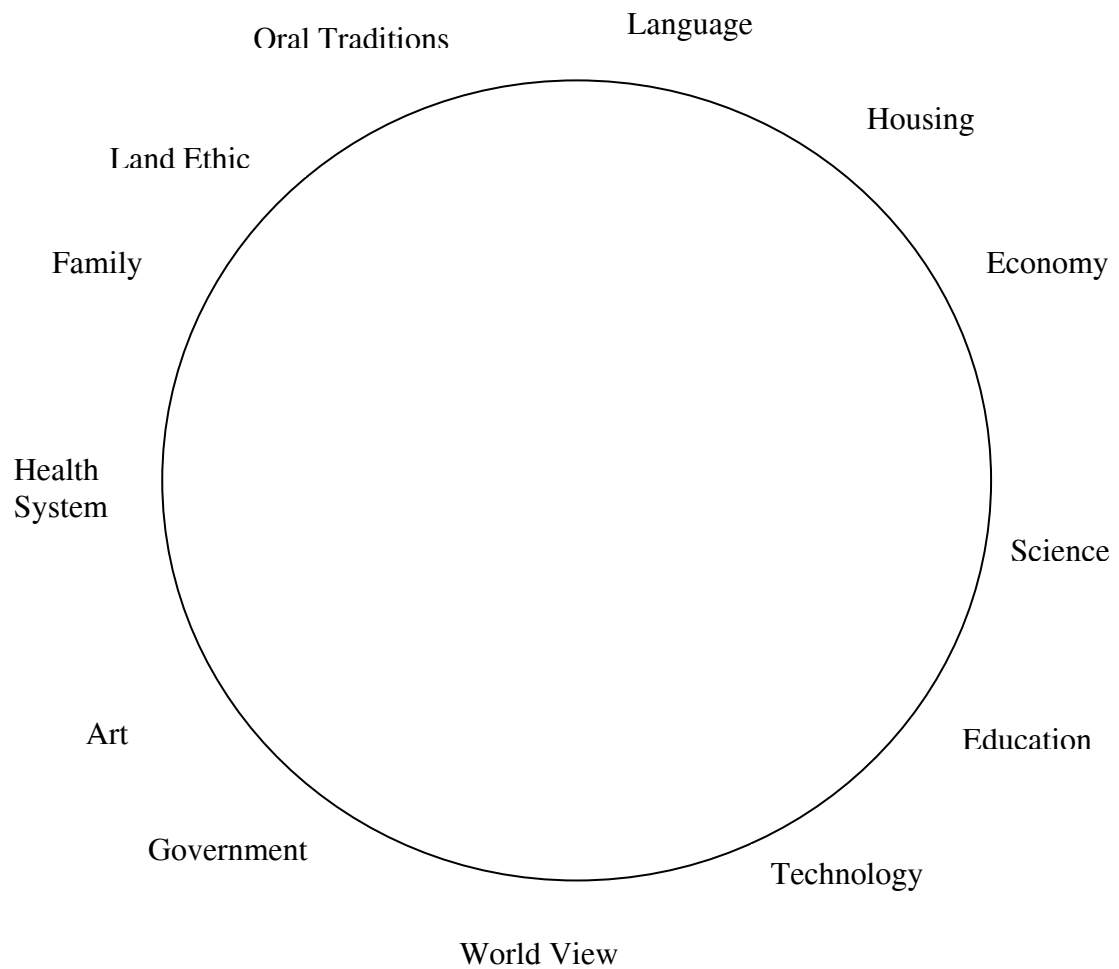 Language
Oral Traditions
Housing
Land Ethic
Family
Economy
Health
System
Science
Art
Education
Government
Technology
World View